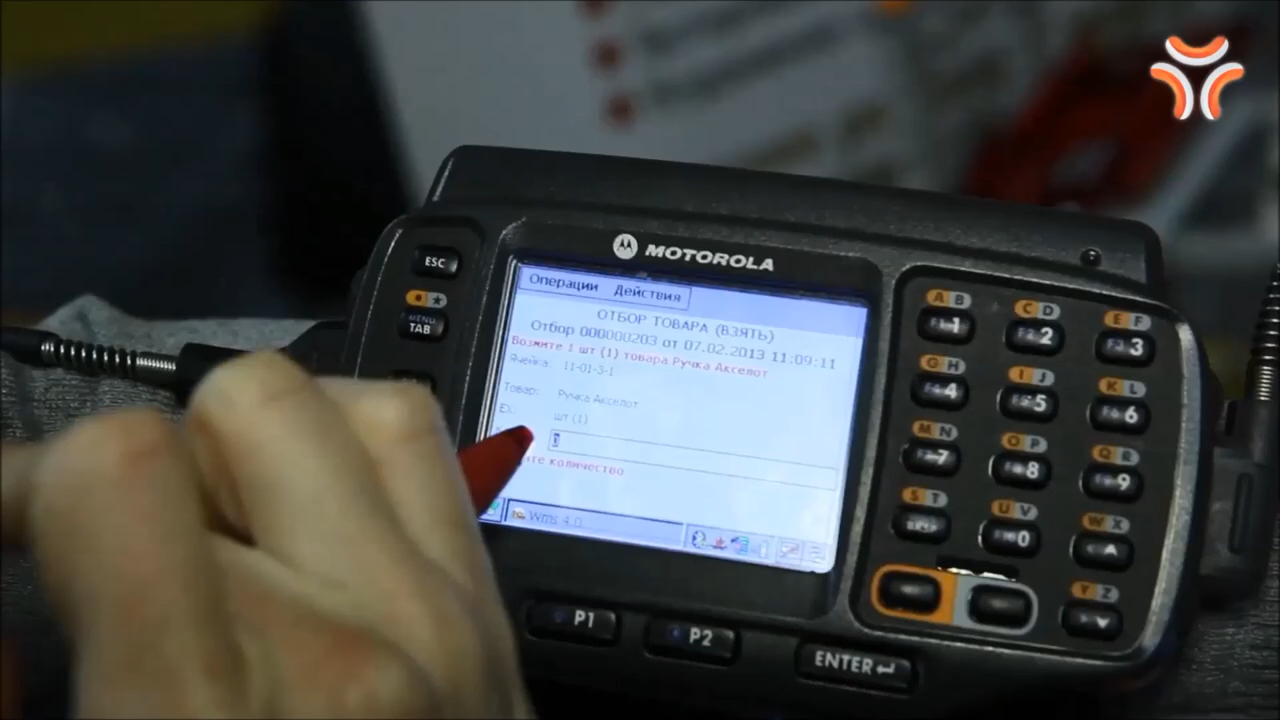 MOTOROLA
ESC
MENU
TAB
Операции Действия
ОТБОР ТОВАРА (ВЗЯТЬ)
Отбор 000000203 от 07.02.2013 11:09:11
Возмите 1 шт (1) товара Ручка Акселот
Ячейка: 11-01-3-1
Товар: Ручка Акселот
ЕХ: шт (1)
количество
Wms 4.0
A B C D E F
1 2 3
G H I J K L
4 5 6
M N O P Q R
7 8 9
S T U V W X
0
Y Z
P1 P2 ENTER